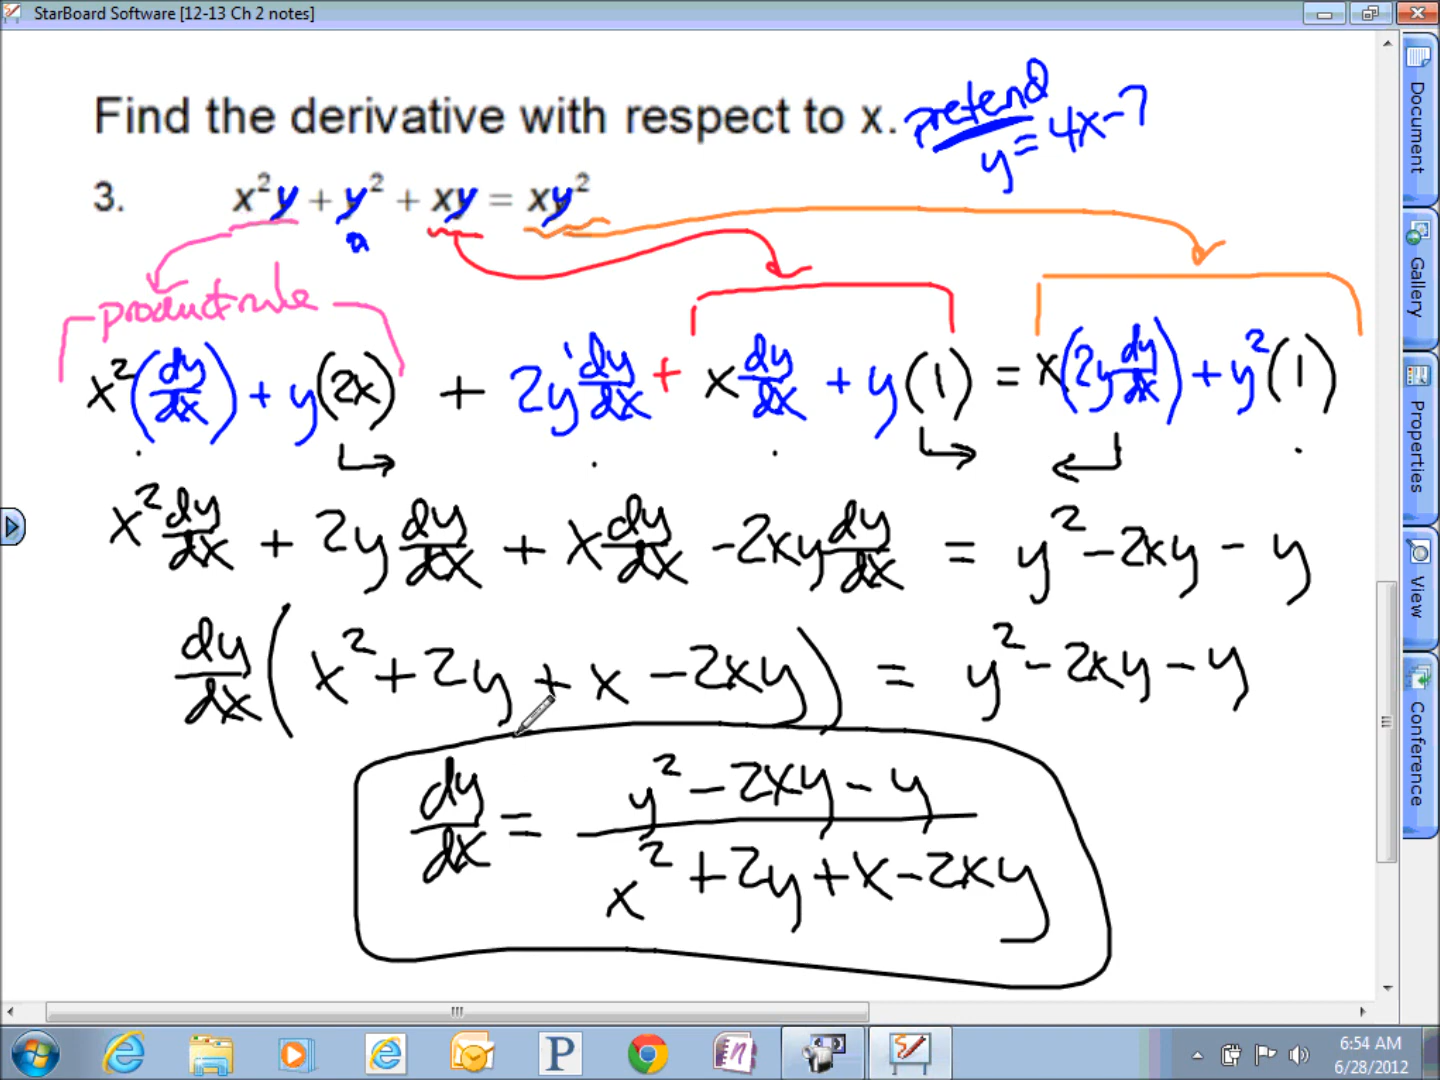 StarBoard Software [12-13 Ch 2 notes]
Find the derivative with respect to x.
pretend
y = 4x-7
3. x²y + y² + xy = xy²
product rule
x²(dy/dx) + y(2x) + 2y¹ dy/dx + x dy/dx + y(1) = x(2y dy/dx) + y²(1)
x² dy/dx + 2y dy/dx + x dy/dx - 2xy dy/dx = y² - 2xy - y
dy/dx (x² + 2y + x - 2xy) = y² - 2xy - y
dy/dx = (y² - 2xy - y)/(x² + 2y + x - 2xy)
Document
Gallery
Properties
View
Conference
6:54 AM
6/28/2012